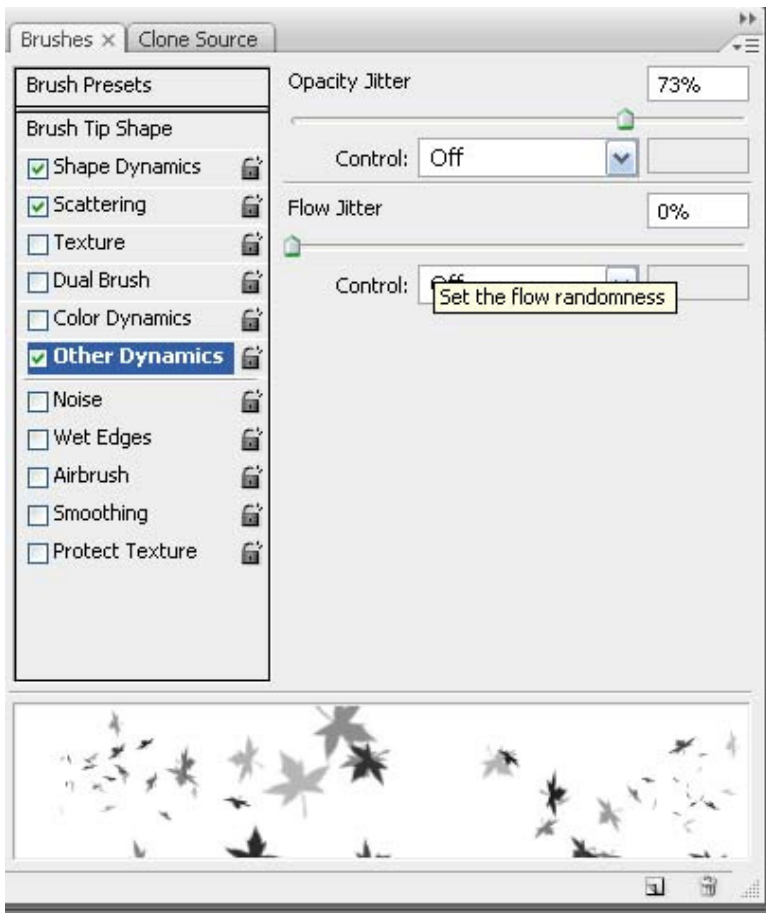 Brushes × Clone Source
Brush Presets
Brush Tip Shape
Shape Dynamics
Scattering
Texture
Dual Brush
Color Dynamics
Other Dynamics
Noise
Wet Edges
Airbrush
Smoothing
Protect Texture
Opacity Jitter 73%
Control: Off
Flow Jitter 0%
Control:
Set the flow randomness